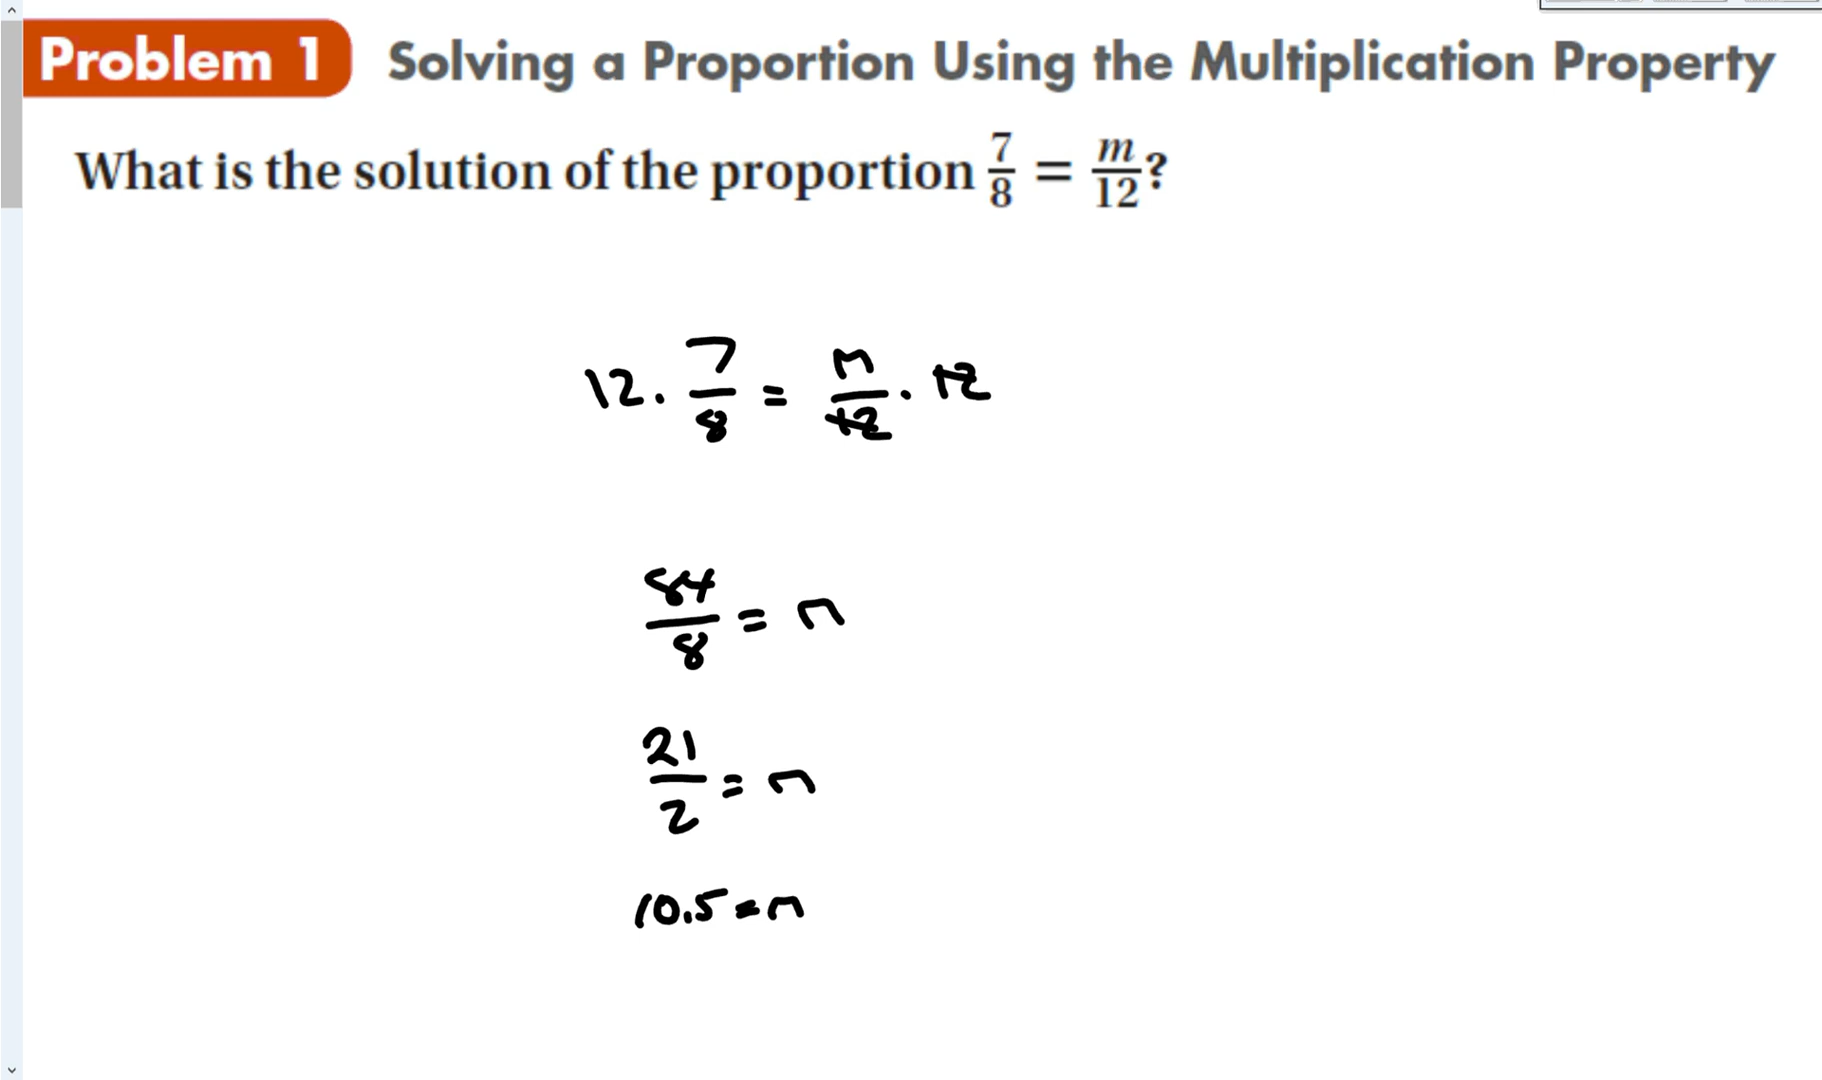 Problem 1 Solving a Proportion Using the Multiplication Property
What is the solution of the proportion 7/8 = m/12?
12 · 7/8 = m/12 · 12
84/8 = m
21/2 = m
10.5 = m